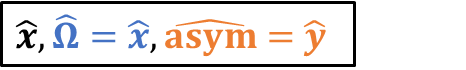 x̂, Ω̂ = x̂, asym̂ = ŷ